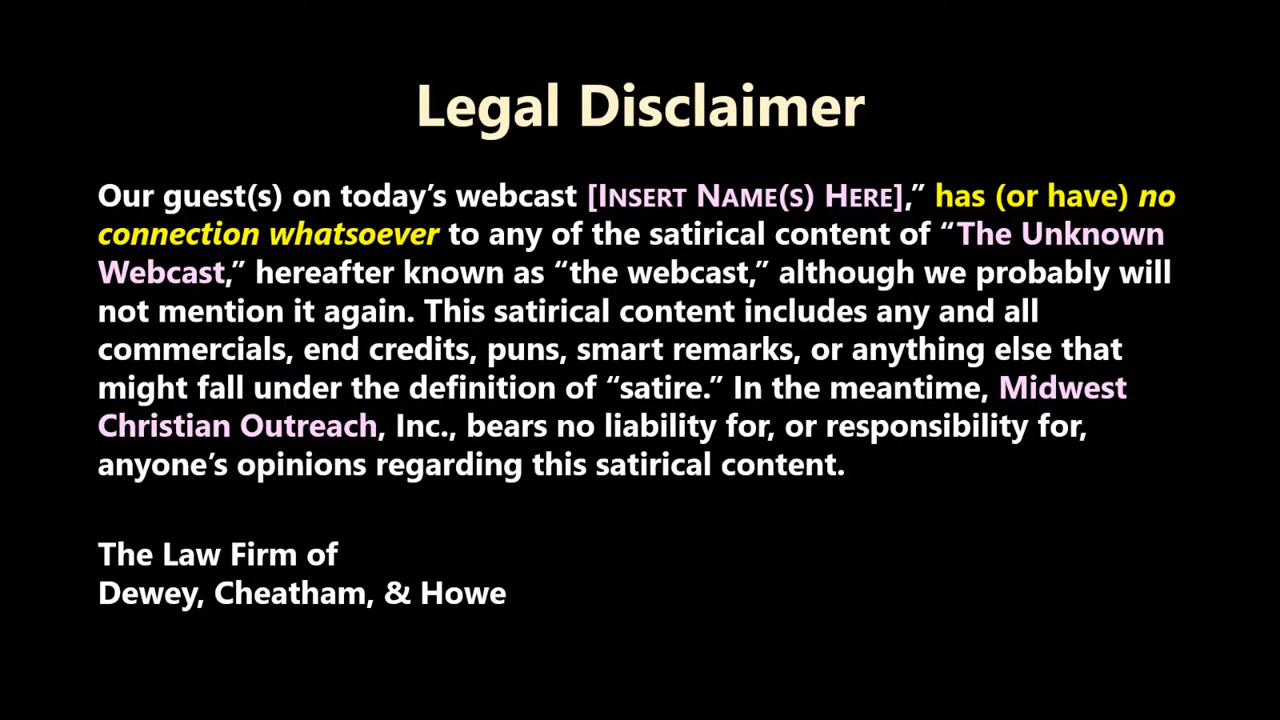 Legal Disclaimer
Our guest(s) on today’s webcast [INSERT NAME(S) HERE],” has (or have) no
connection whatsoever to any of the satirical content of “The Unknown
Webcast,” hereafter known as “the webcast,” although we probably will
not mention it again. This satirical content includes any and all
commercials, end credits, puns, smart remarks, or anything else that
might fall under the definition of “satire.” In the meantime, Midwest
Christian Outreach, Inc., bears no liability for, or responsibility for,
anyone’s opinions regarding this satirical content.
The Law Firm of
Dewey, Cheatham, & Howe